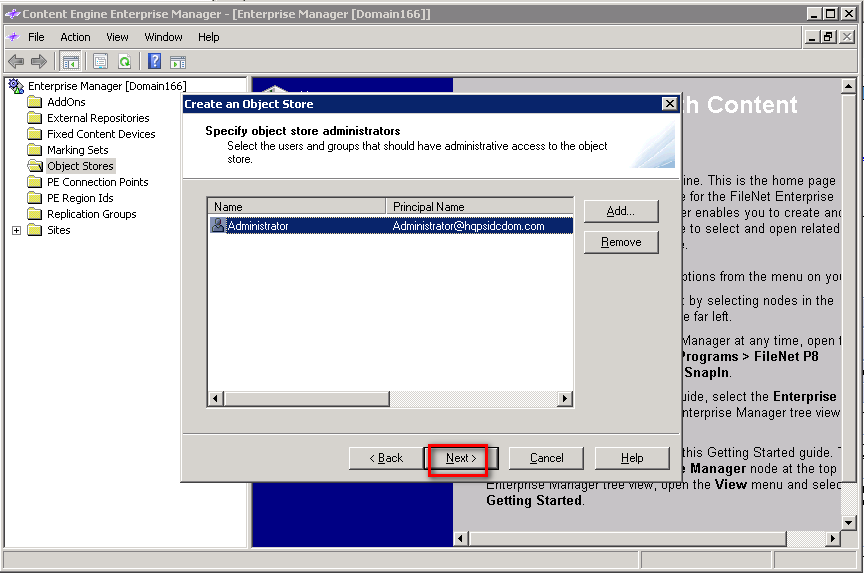 Content Engine Enterprise Manager - [Enterprise Manager [Domain166]]
File Action View Window Help
Enterprise Manager [Domain166]
AddOns
External Repositories
Fixed Content Devices
Marking Sets
Object Stores
PE Connection Points
PE Region Ids
Replication Groups
Sites
Create an Object Store
Specify object store administrators
Select the users and groups that should have administrative access to the object
store.
Name Principal Name
Administrator Administrator@hqpsidcdom.com
Add...
Remove
< Back Next > Cancel Help
Content
This is the home page
for the FileNet Enterprise
enables you to create and
to select and open related
from the menu on
by selecting nodes in the
far left.
Manager at any time, open
Programs > FileNet P8
SnapIn.
select the Enterprise
Enterprise Manager tree view
this Getting Started guide.
Manager node at the top
Enterprise Manager tree view, open the View menu and
Getting Started.